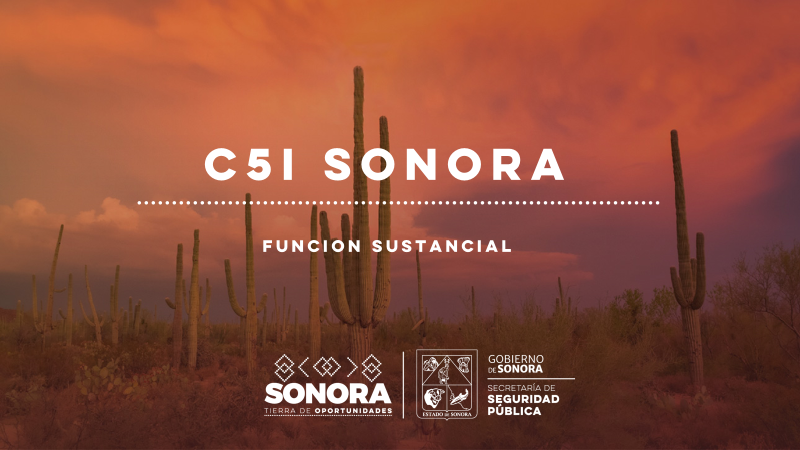 C5I SONORA
FUNCION SUSTANCIAL
SONORA
TIERRA DE OPORTUNIDADES
ESTADO DE SONORA
GOBIERNO
DE SONORA
SECRETARÍA DE
SEGURIDAD
PÚBLICA